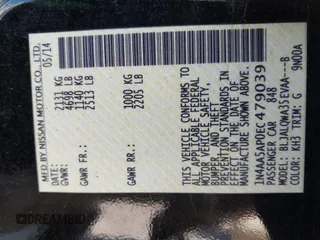 MFD BY NISSAN MOTOR CO., LTD.
DATE: 05/14
GVWR: 2131 KG
4698 LB
GAWR FR: 1140 KG
2513 LB
GAWR RR: 1000 KG
2205 LB
THIS VEHICLE CONFORMS TO
ALL APPLICABLE FEDERAL
MOTOR VEHICLE SAFETY,
BUMPER, AND THEFT
PREVENTION STANDARDS IN
EFFECT ON THE DATE OF
MANUFACTURE SHOWN ABOVE.
1N4AA5AP0EC479039
PASSENGER CAR 848
MODEL: BLJALVWA35EVAA---B
COLOR: KH3 TRIM: G 9N00A
DREAMBID